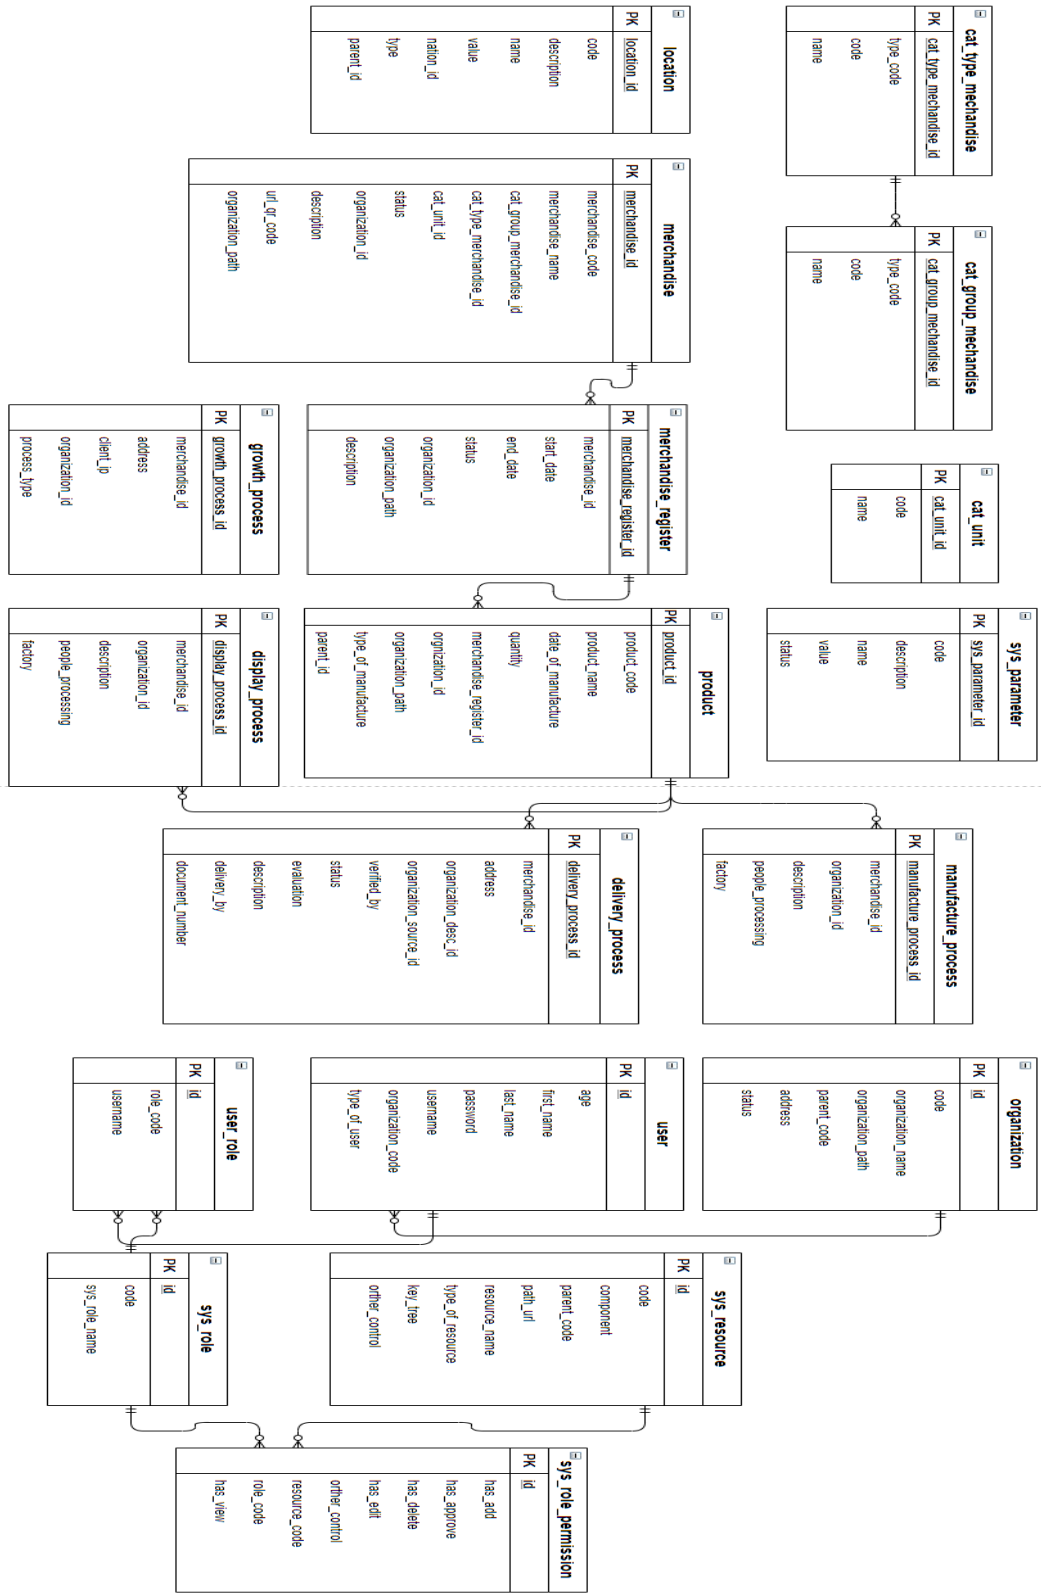 cat_type_mechandise
PK cat_type_mechandise_id
type_code
code
name
cat_group_mechandise
PK cat_group_mechandise_id
type_code
code
name
cat_unit
PK cat_unit_id
code
name
sys_parameter
PK sys_parameter_id
code
description
name
value
status
location
PK location_id
code
description
name
value
nation_id
type
parent_id
merchandise
PK merchandise_id
merchandise_code
merchandise_name
cat_group_merchandise_id
cat_type_merchandise_id
cat_unit_id
status
organization_id
description
url_qr_code
organization_path
merchandise_register
PK merchandise_register_id
merchandise_id
start_date
end_date
status
organization_id
organization_path
description
product
PK product_id
product_code
product_name
date_of_manufacture
quantity
merchandise_register_id
orgnization_id
organization_path
type_of_manufacture
parent_id
growth_process
PK growth_process_id
merchandise_id
address
client_ip
organization_id
process_type
display_process
PK display_process_id
merchandise_id
organization_id
description
people_processing
factory
manufacture_process
PK manufacture_process_id
merchandise_id
organization_id
description
people_processing
factory
delivery_process
PK delivery_process_id
merchandise_id
address
organization_desc_id
organization_source_id
verified_by
status
evaluation
description
delivery_by
document_number
organization
PK id
code
organization_name
organization_path
parent_code
address
status
user
PK id
age
first_name
last_name
password
username
organization_code
type_of_user
user_role
PK id
role_code
username
sys_resource
PK id
code
component
parent_code
path_url
resource_name
type_of_resource
key_tree
orther_control
sys_role
PK id
code
sys_role_name
sys_role_permission
PK id
has_add
has_approve
has_delete
has_edit
orther_control
resource_code
role_code
has_view